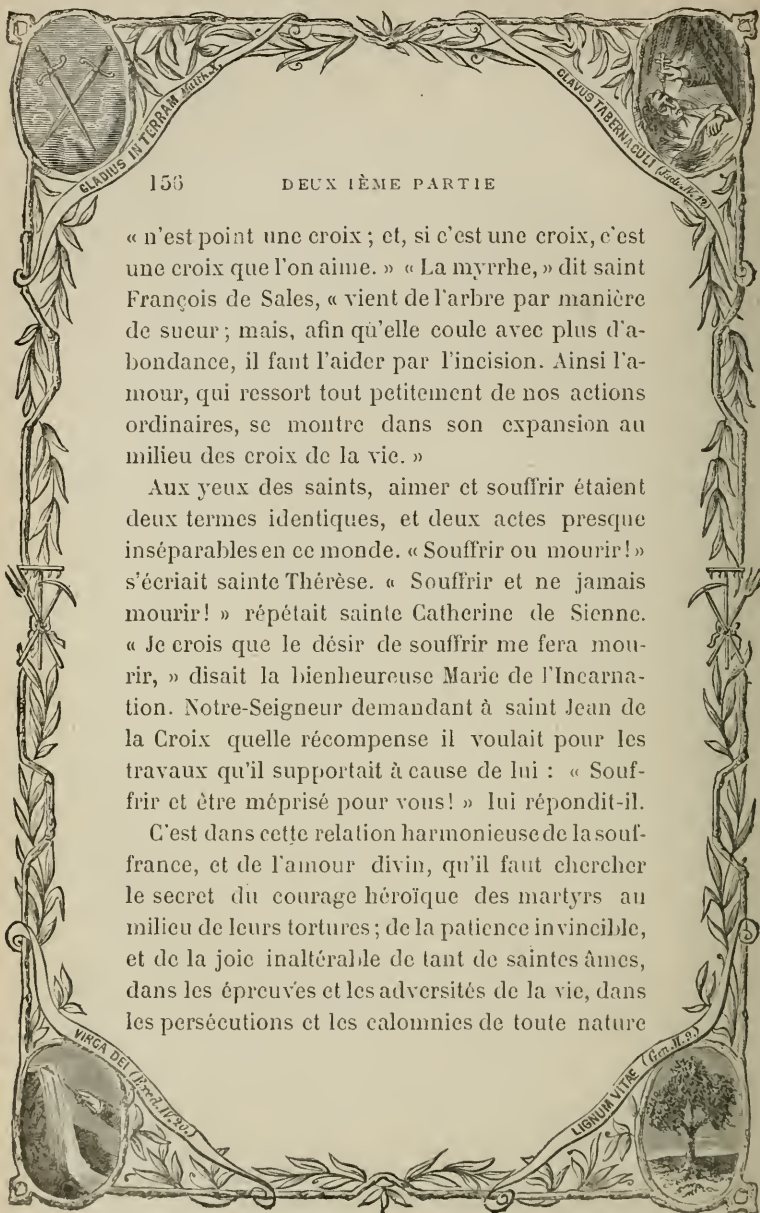 GLADIUS IN TERRAM Matth. X.
CLAVUS TABERNACULI (Jud. IV. 12)
156 DEUXIÈME PARTIE
« n'est point une croix ; et, si c'est une croix, c'est
une croix que l'on aime. » « La myrrhe, » dit saint
François de Sales, « vient de l'arbre par manière
de sueur ; mais, afin qu'elle coule avec plus d'a-
bondance, il faut l'aider par l'incision. Ainsi l'a-
mour, qui ressort tout petitement de nos actions
ordinaires, se montre dans son expansion au
milieu des croix de la vie. »
Aux yeux des saints, aimer et souffrir étaient
deux termes identiques, et deux actes presque
inséparables en ce monde. « Souffrir ou mourir ! »
s'écriait sainte Thérèse. « Souffrir et ne jamais
mourir ! » répétait sainte Catherine de Sienne.
« Je crois que le désir de souffrir me fera mou-
rir, » disait la bienheureuse Marie de l'Incarna-
tion. Notre-Seigneur demandant à saint Jean de
la Croix quelle récompense il voulait pour les
travaux qu'il supportait à cause de lui : « Souf-
frir et être méprisé pour vous ! » lui répondit-il.
C'est dans cette relation harmonieuse de la souf-
france, et de l'amour divin, qu'il faut chercher
le secret du courage héroïque des martyrs au
milieu de leurs tortures ; de la patience invincible,
et de la joie inaltérable de tant de saintes âmes,
dans les épreuves et les adversités de la vie, dans
les persécutions et les calomnies de toute nature
VIRGA DEI (Exod. IV. 20.)
LIGNUM VITAE (Gen. II. 9.)